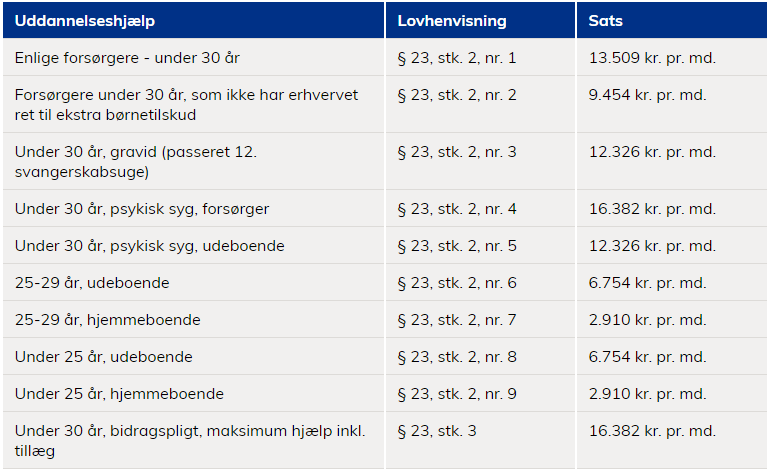 Uddannelseshjælp Lovhenvisning Sats
Enlige forsørgere - under 30 år § 23, stk. 2, nr. 1 13.509 kr. pr. md.
Forsørgere under 30 år, som ikke har erhvervet § 23, stk. 2, nr. 2 9.454 kr. pr. md.
ret til ekstra børnetilskud
Under 30 år, gravid (passeret 12. § 23, stk. 2, nr. 3 12.326 kr. pr. md.
svangerskabsuge)
Under 30 år, psykisk syg, forsørger § 23, stk. 2, nr. 4 16.382 kr. pr. md.
Under 30 år, psykisk syg, udeboende § 23, stk. 2, nr. 5 12.326 kr. pr. md.
25-29 år, udeboende § 23, stk. 2, nr. 6 6.754 kr. pr. md.
25-29 år, hjemmeboende § 23, stk. 2, nr. 7 2.910 kr. pr. md.
Under 25 år, udeboende § 23, stk. 2, nr. 8 6.754 kr. pr. md.
Under 25 år, hjemmeboende § 23, stk. 2, nr. 9 2.910 kr. pr. md.
Under 30 år, bidragspligt, maksimum hjælp inkl. § 23, stk. 3 16.382 kr. pr. md.
tillæg